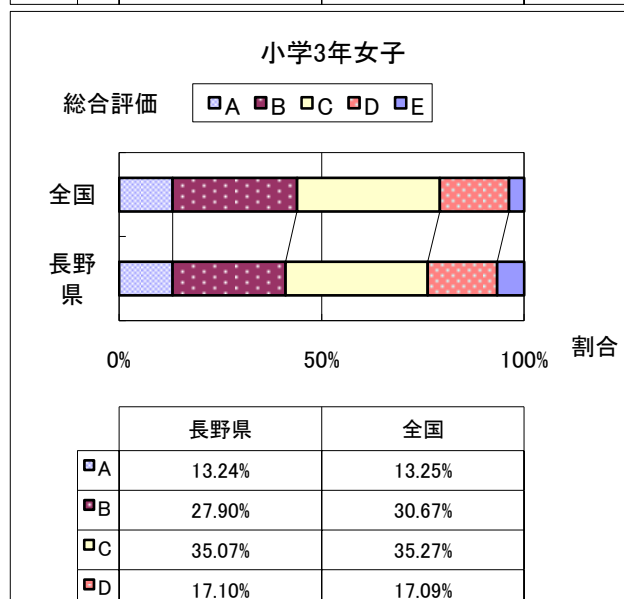 小学3年女子
総合評価 A B C D E
全国
長野
県
0% 50% 100% 割合
長野県 全国
A 13.24% 13.25%
B 27.90% 30.67%
C 35.07% 35.27%
D 17.10% 17.09%